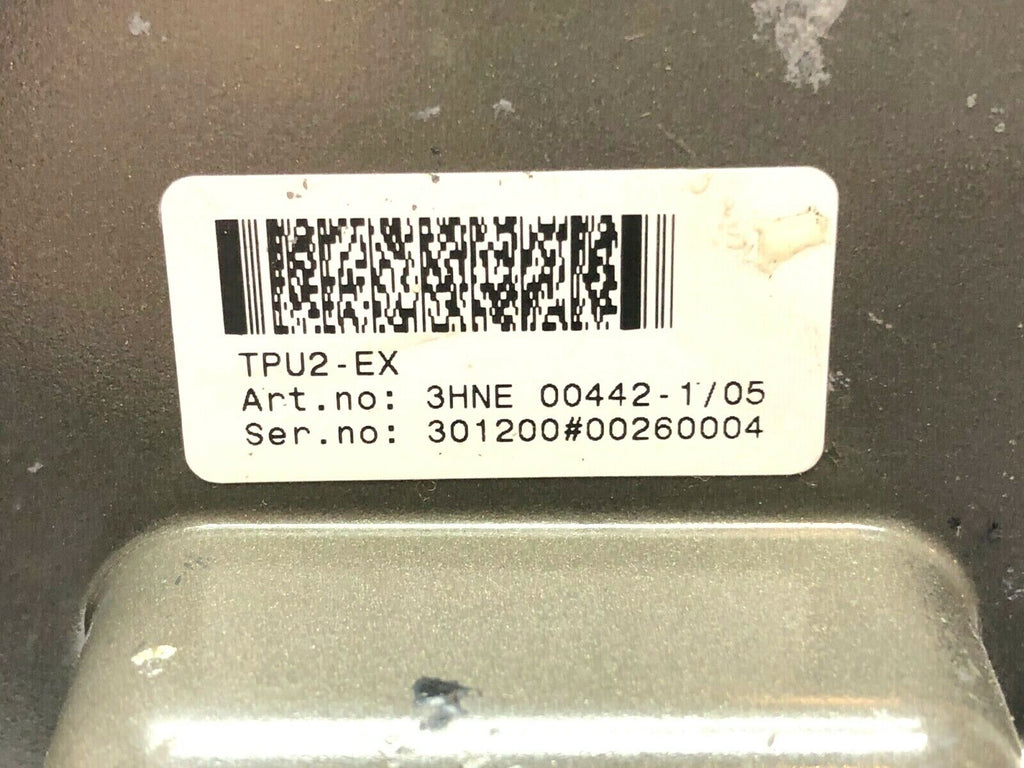 TPU2-EX
Art.no: 3HNE 00442-1/05
Ser.no: 301200#00260004